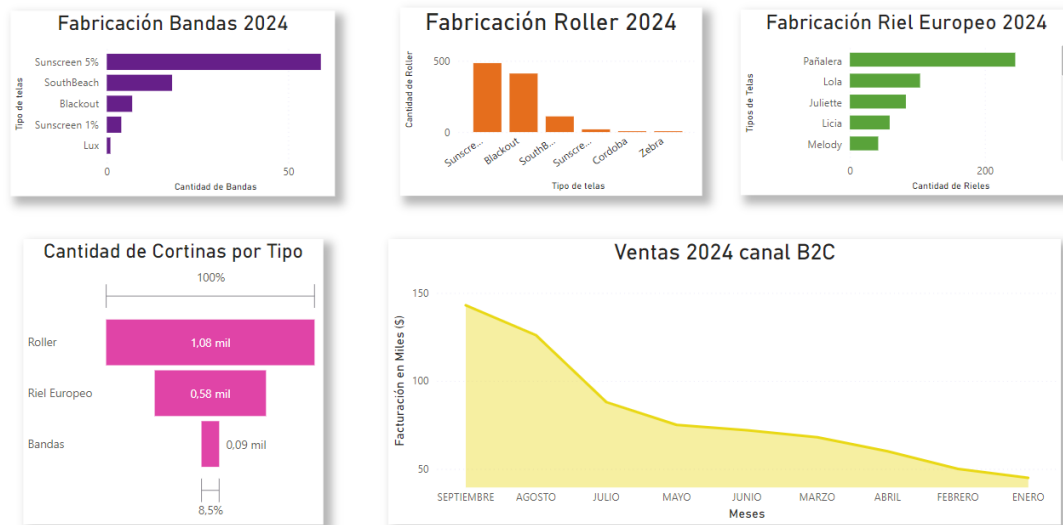 Fabricación Bandas 2024
Tipo de telas
Sunscreen 5%
SouthBeach
Blackout
Sunscreen 1%
Lux
0
50
Cantidad de Bandas
Fabricación Roller 2024
Cantidad de Roller
500
0
Sunscre...
Blackout
SouthB...
Sunscre...
Cordoba
Zebra
Tipo de telas
Fabricación Riel Europeo 2024
Tipos de Telas
Pañalera
Lola
Juliette
Licia
Melody
0
200
Cantidad de Rieles
Cantidad de Cortinas por Tipo
100%
Roller
1,08 mil
Riel Europeo
0,58 mil
Bandas
0,09 mil
8,5%
Ventas 2024 canal B2C
Facturación en Miles ($)
150
100
50
SEPTIEMBRE
AGOSTO
JULIO
MAYO
JUNIO
MARZO
ABRIL
FEBRERO
ENERO
Meses